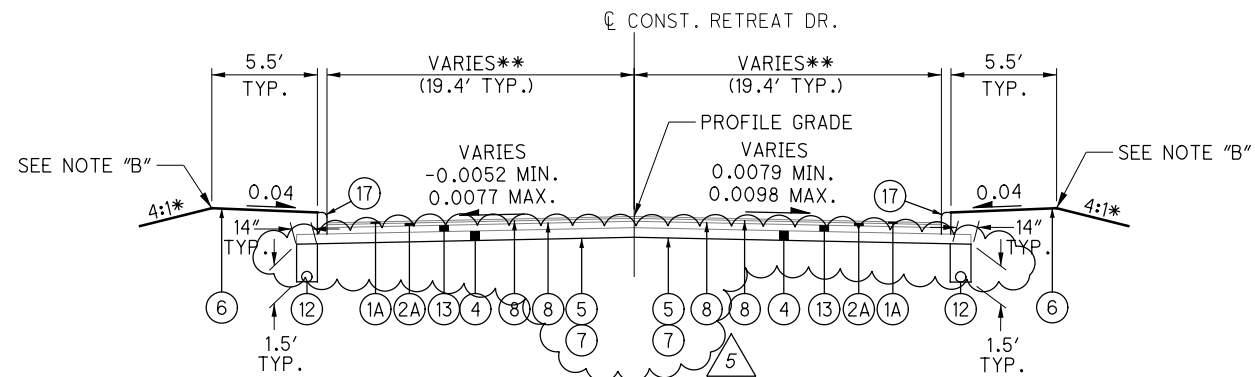 ℄ CONST. RETREAT DR.
5.5' VARIES** VARIES** 5.5'
TYP. (19.4' TYP.) (19.4' TYP.) TYP.
PROFILE GRADE
SEE NOTE "B" VARIES VARIES SEE NOTE "B"
-0.0052 MIN. 0.0079 MIN.
0.0077 MAX. 0.0098 MAX.
4:1* 0.04 17 17 0.04 4:1*
14" 14"
TYP. TYP.
6 12 1A 2A 13 4 8 8 5 5 8 8 4 13 2A 1A 12 6
7 7
1.5' 5 1.5'
TYP. TYP.